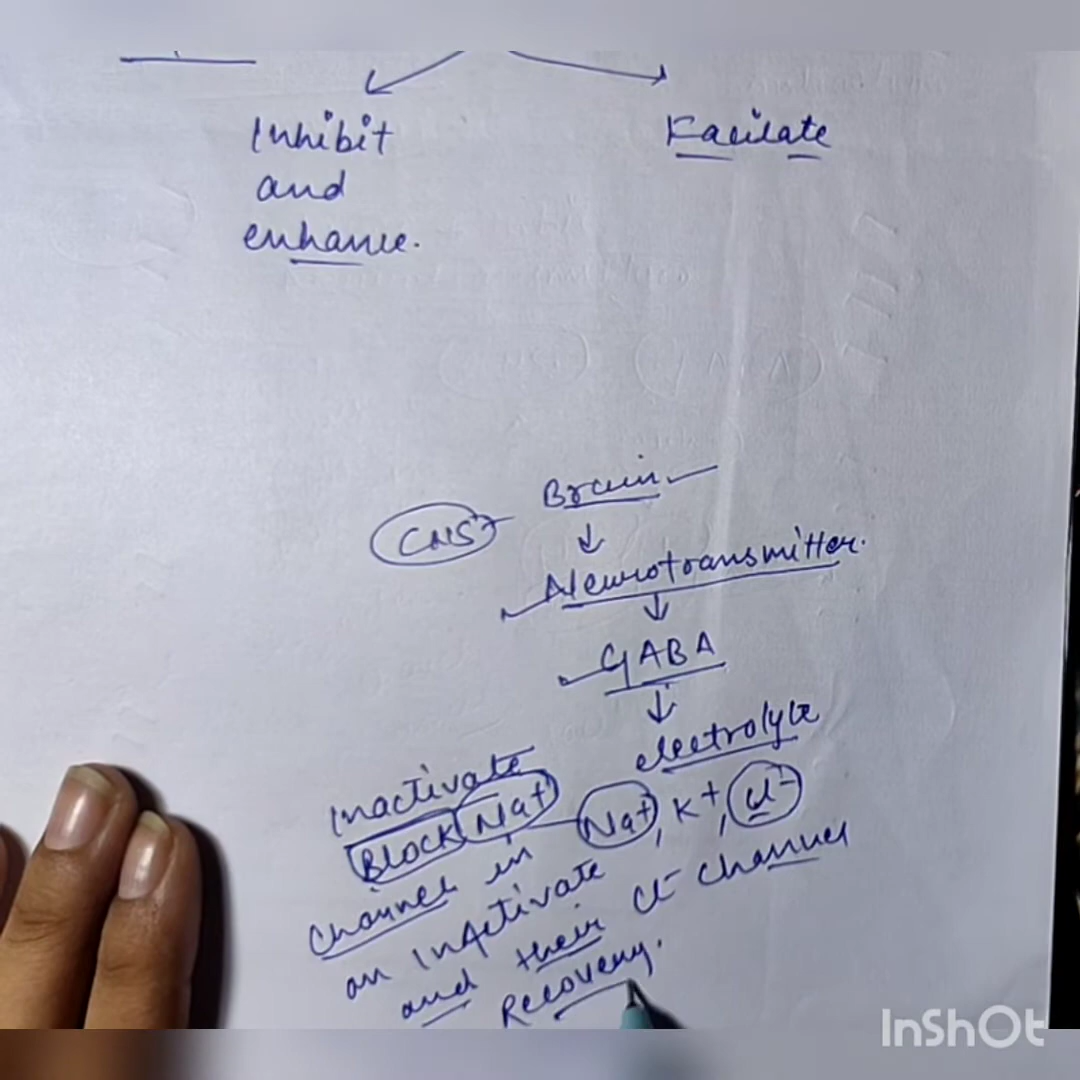 Inhibit
and
enhance.
Facilate
Brain
CNS
Neurotransmitter.
GABA
electrolyte
Na+, K+, Cl-
Cl- channel
Inactivate
Block Na+
channel in
an InActivate
and their
Recovery.
InShOt